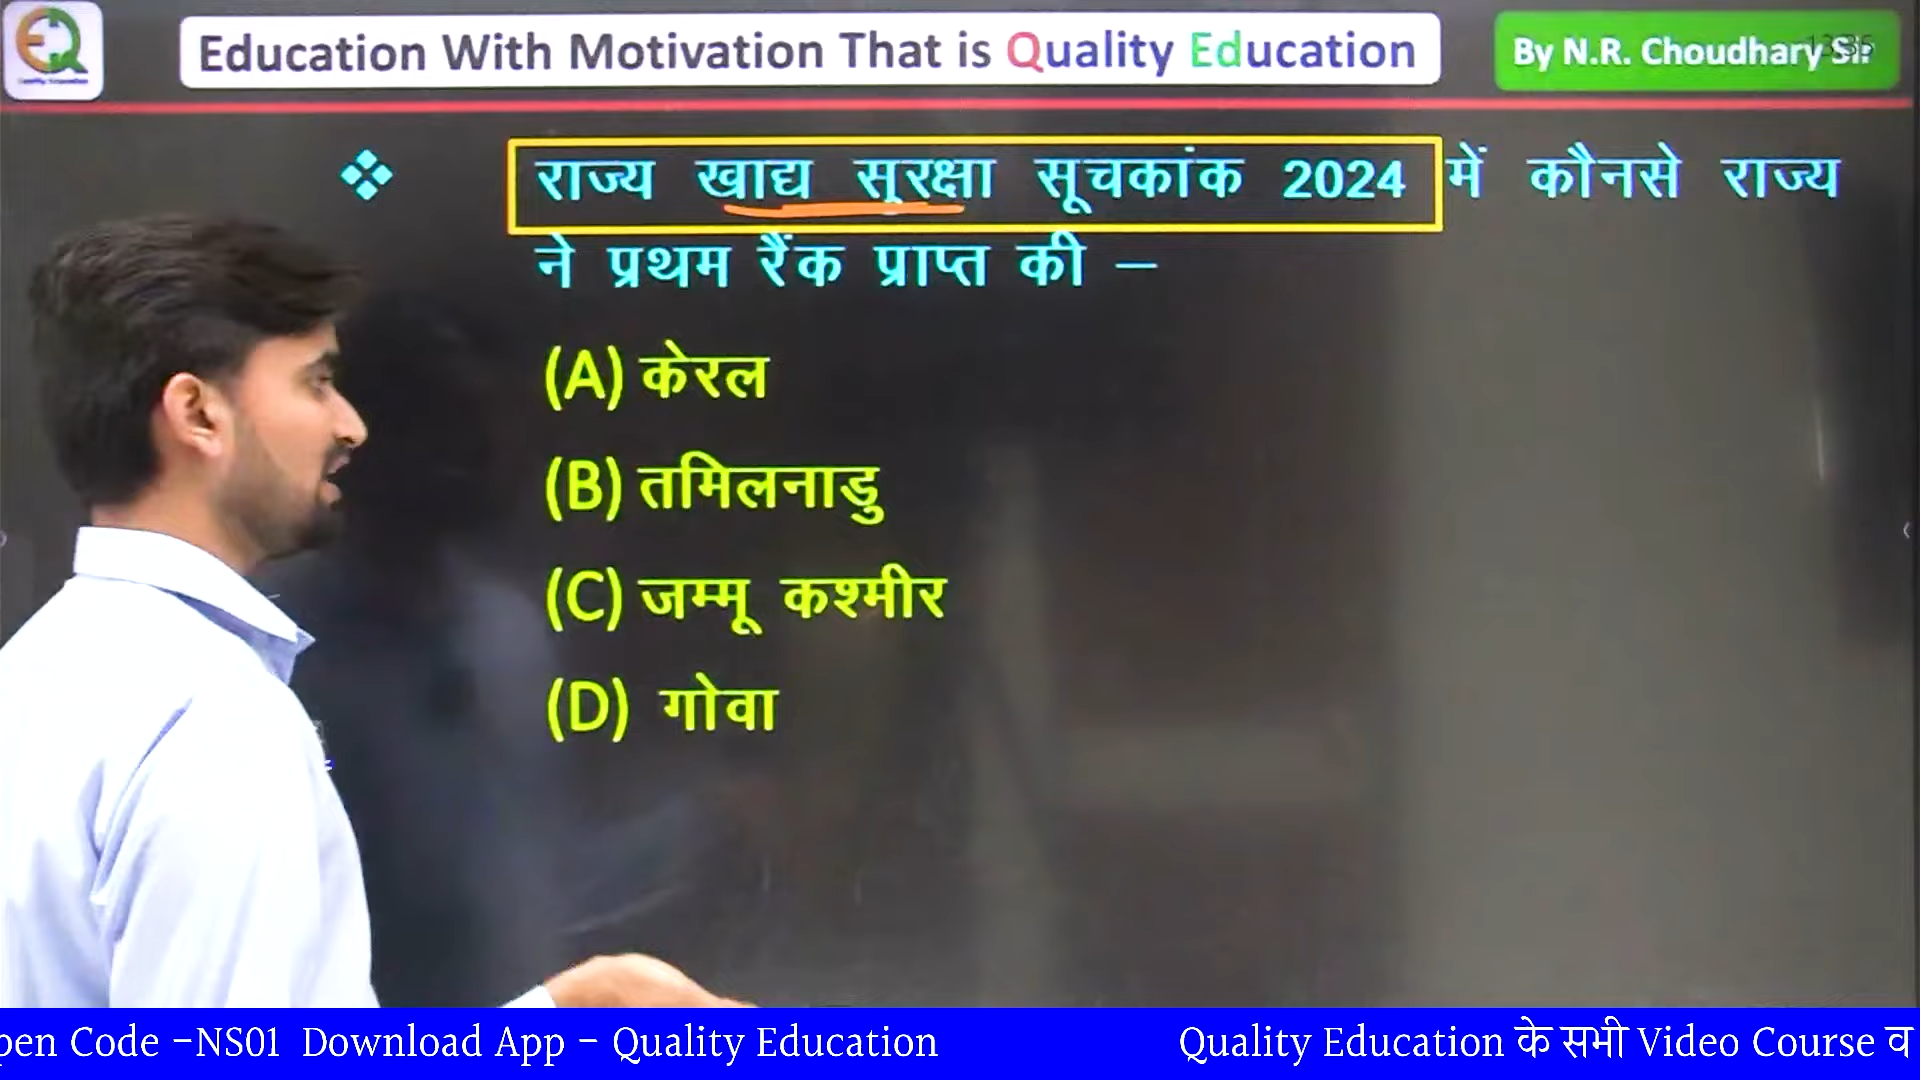 Education With Motivation That is Quality Education
By N.R. Choudhary Sir
❖ राज्य खाद्य सुरक्षा सूचकांक 2024 में कौनसे राज्य
ने प्रथम रैंक प्राप्त की –
(A) केरल
(B) तमिलनाडु
(C) जम्मू कश्मीर
(D) गोवा
pen Code –NS01 Download App – Quality Education Quality Education के सभी Video Course व